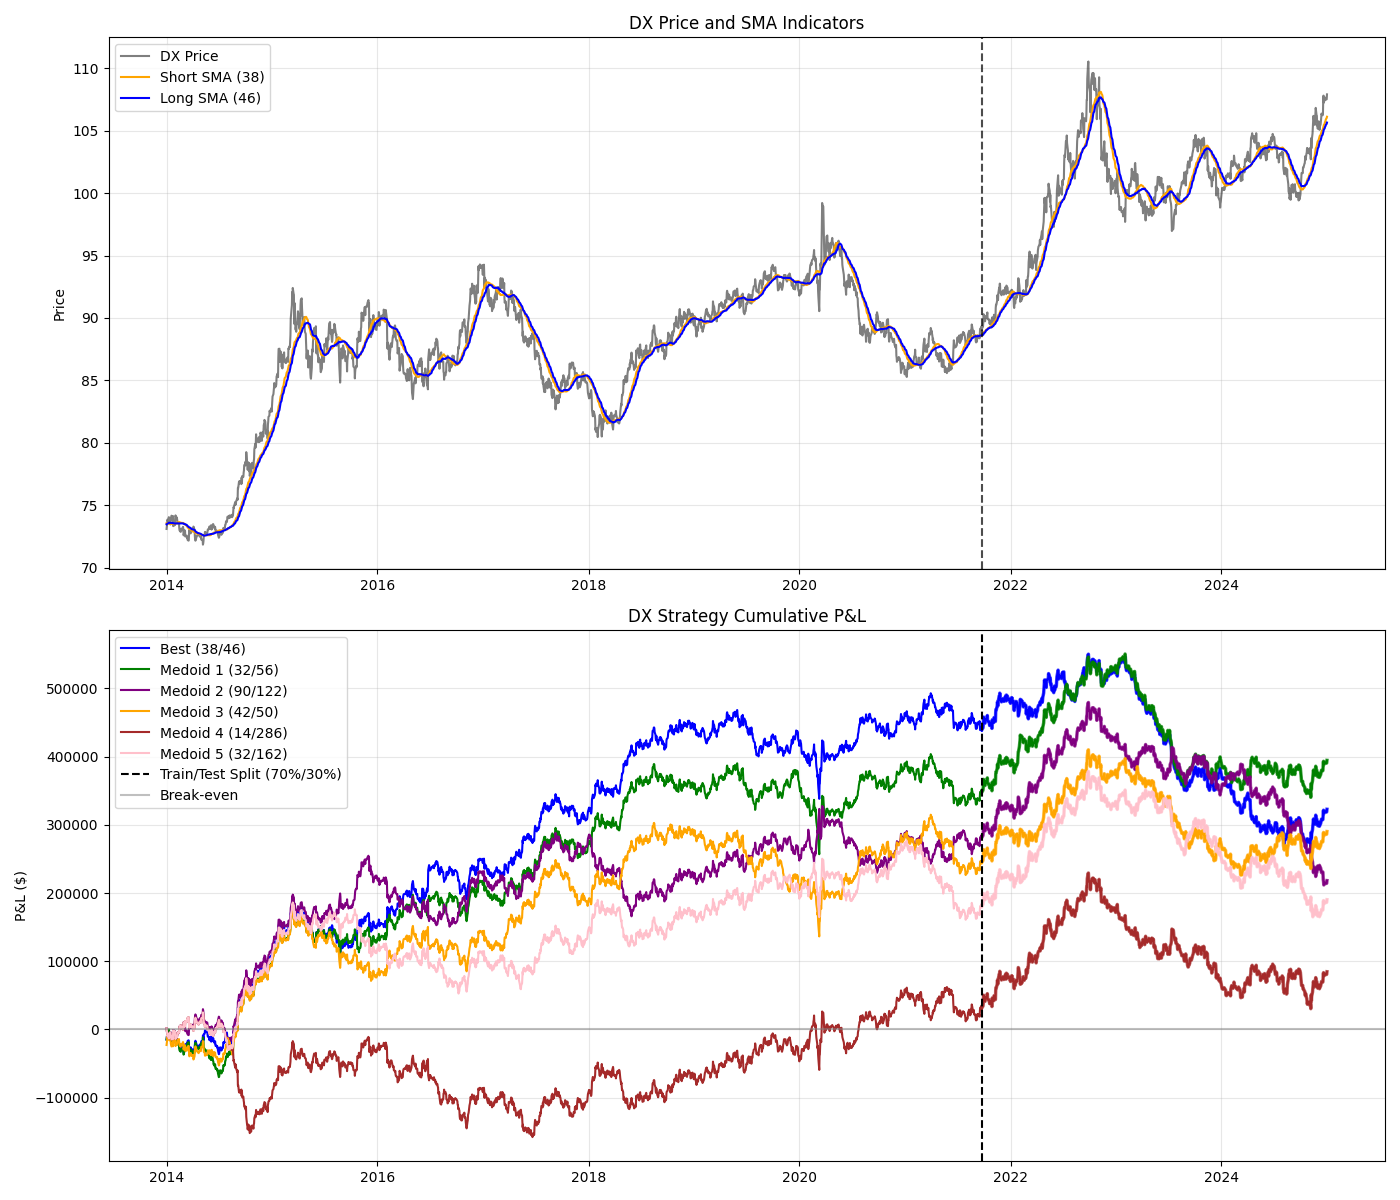 DX Price and SMA Indicators
DX Price
Short SMA (38)
Long SMA (46)
Price
110
105
100
95
90
85
80
75
70
2014
2016
2018
2020
2022
2024
DX Strategy Cumulative P&L
Best (38/46)
Medoid 1 (32/56)
Medoid 2 (90/122)
Medoid 3 (42/50)
Medoid 4 (14/286)
Medoid 5 (32/162)
Train/Test Split (70%/30%)
Break-even
P&L ($)
500000
400000
300000
200000
100000
0
−100000
2014
2016
2018
2020
2022
2024